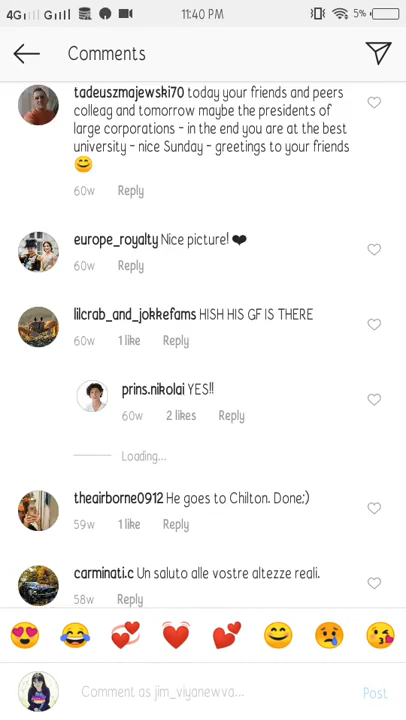 4G G 11:40 PM 5%
Comments
tadeuszmajewski70 today your friends and peers
colleag and tomorrow maybe the presidents of
large corporations - in the end you are at the best
university - nice Sunday - greetings to your friends
😊
60w Reply
europe_royalty Nice picture! ❤
60w Reply
lilcrab_and_jokkefams HISH HIS GF IS THERE
60w 1 like Reply
prins.nikolai YES!!
60w 2 likes Reply
Loading...
theairborne0912 He goes to Chilton. Done;)
59w 1 like Reply
carminati.c Un saluto alle vostre altezze reali.
58w Reply
😍 😂 💞 💓 💕 😊 😢 😘
Comment as jim_viyanewva... Post